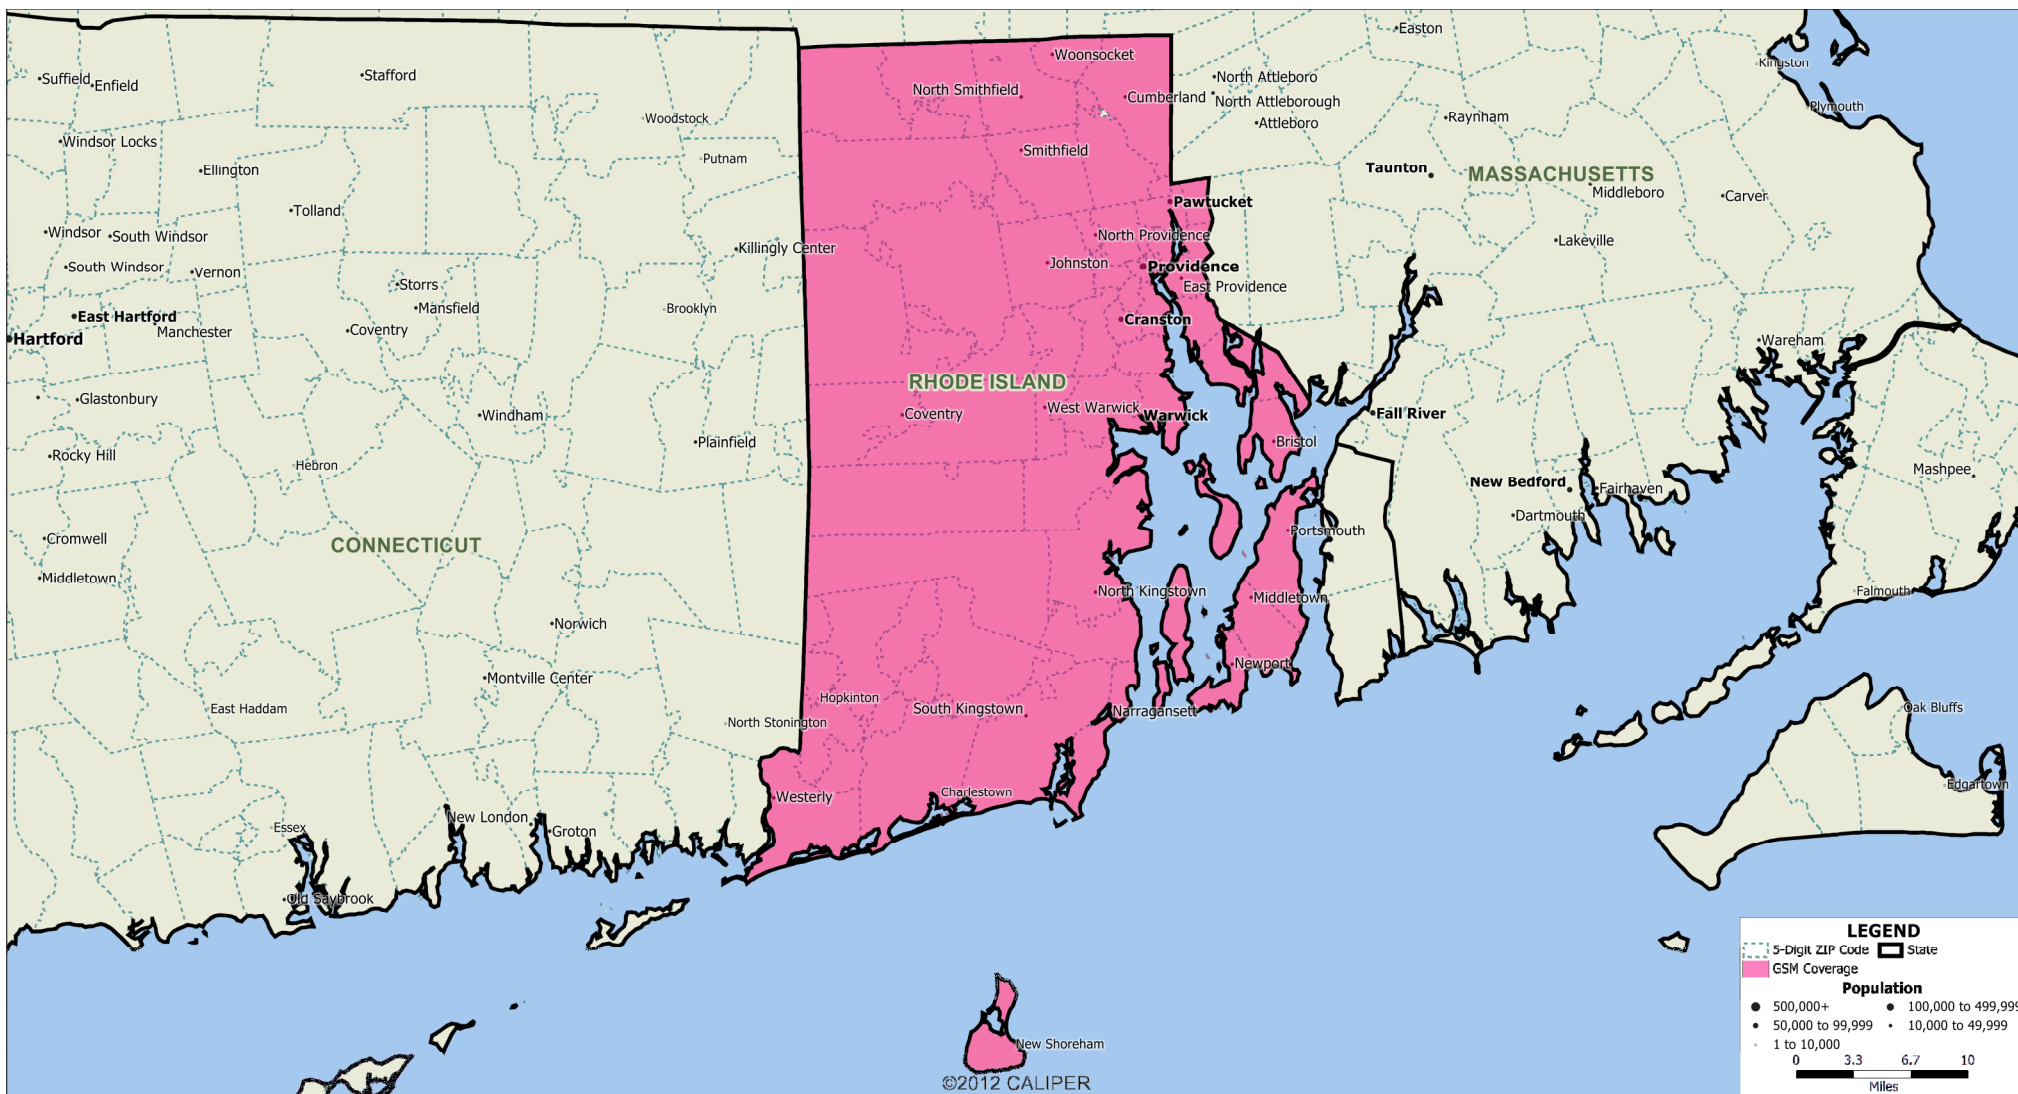 Easton
Kingston
Woonsocket
Suffield
Stafford
North Attleboro
Enfield
North Smithfield
Cumberland
North Attleborough
Plymouth
Woodstock
Attleboro
Raynham
Windsor Locks
Smithfield
Putnam
Ellington
Taunton
MASSACHUSETTS
Middleboro
Carver
Tolland
Pawtucket
Windsor
South Windsor
North Providence
Lakeville
Killingly Center
South Windsor
Vernon
Johnston
Providence
Storrs
East Providence
Mansfield
Brooklyn
East Hartford
Manchester
Coventry
Cranston
Hartford
Wareham
RHODE ISLAND
Glastonbury
Windham
Coventry
West Warwick
Warwick
Fall River
Plainfield
Bristol
Rocky Hill
Hebron
Mashpee
New Bedford
Fairhaven
Dartmouth
Portsmouth
Cromwell
CONNECTICUT
Middletown
North Kingstown
Middletown
Falmouth
Norwich
Newport
Montville Center
Hopkinton
East Haddam
South Kingstown
Narragansett
Oak Bluffs
North Stonington
Edgartown
Westerly
Charlestown
New London
Essex
Groton
Old Saybrook
LEGEND
5-Digit ZIP Code State
GSM Coverage
Population
500,000+ 100,000 to 499,999
50,000 to 99,999 10,000 to 49,999
1 to 10,000
0 3.3 6.7 10
Miles
New Shoreham
©2012 CALIPER